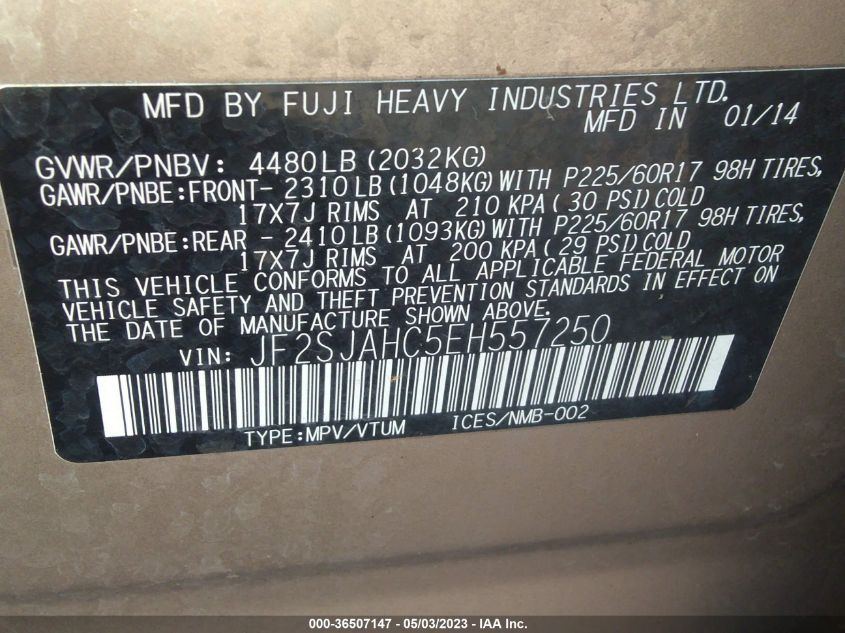 MFD BY FUJI HEAVY INDUSTRIES LTD.
MFD IN 01/14
GVWR/PNBV: 4480LB (2032KG)
GAWR/PNBE:FRONT- 2310LB (1048KG) WITH P225/60R17 98H TIRES,
17X7J RIMS AT 210 KPA ( 30 PSI) COLD
GAWR/PNBE:REAR - 2410LB (1093KG) WITH P225/60R17 98H TIRES,
17X7J RIMS AT 200 KPA ( 29 PSI) COLD
THIS VEHICLE CONFORMS TO ALL APPLICABLE FEDERAL MOTOR
VEHICLE SAFETY AND THEFT PREVENTION STANDARDS IN EFFECT ON
THE DATE OF MANUFACTURE SHOWN ABOVE.
VIN: JF2SJAHC5EH557250
TYPE:MPV/VTUM ICES/NMB-002
000-36507147 - 05/03/2023 - IAA Inc.